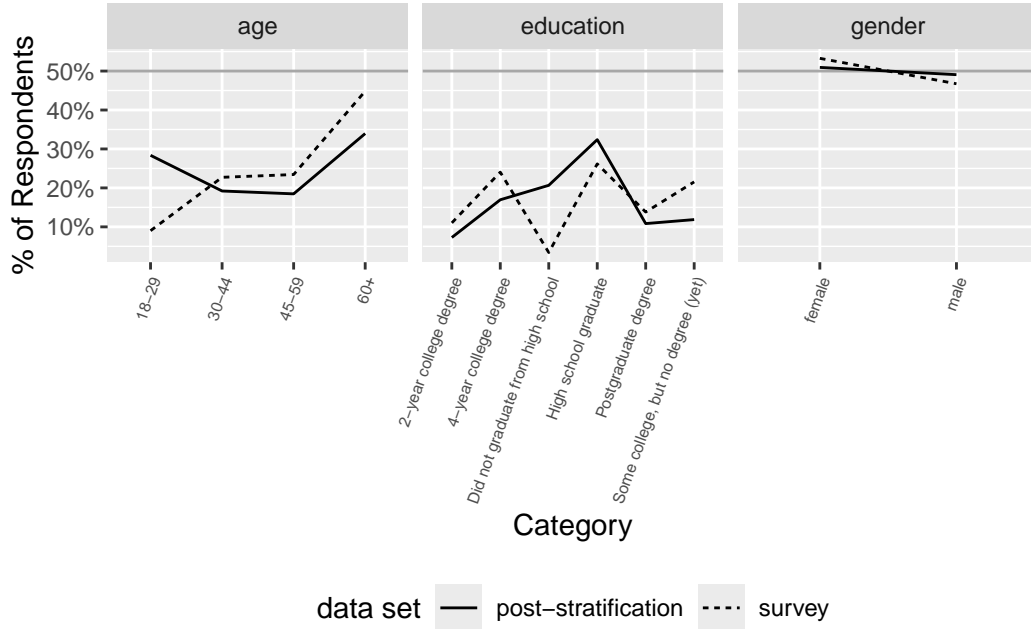 age
education
gender
% of Respondents
50%
40%
30%
20%
10%
18−29
30−44
45−59
60+
2−year college degree
4−year college degree
Did not graduate from high school
High school graduate
Postgraduate degree
Some college, but no degree (yet)
female
male
Category
data set
post−stratification
survey